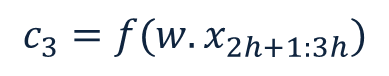 c₃ = f(w. x₂ₕ₊₁:₃ₕ)